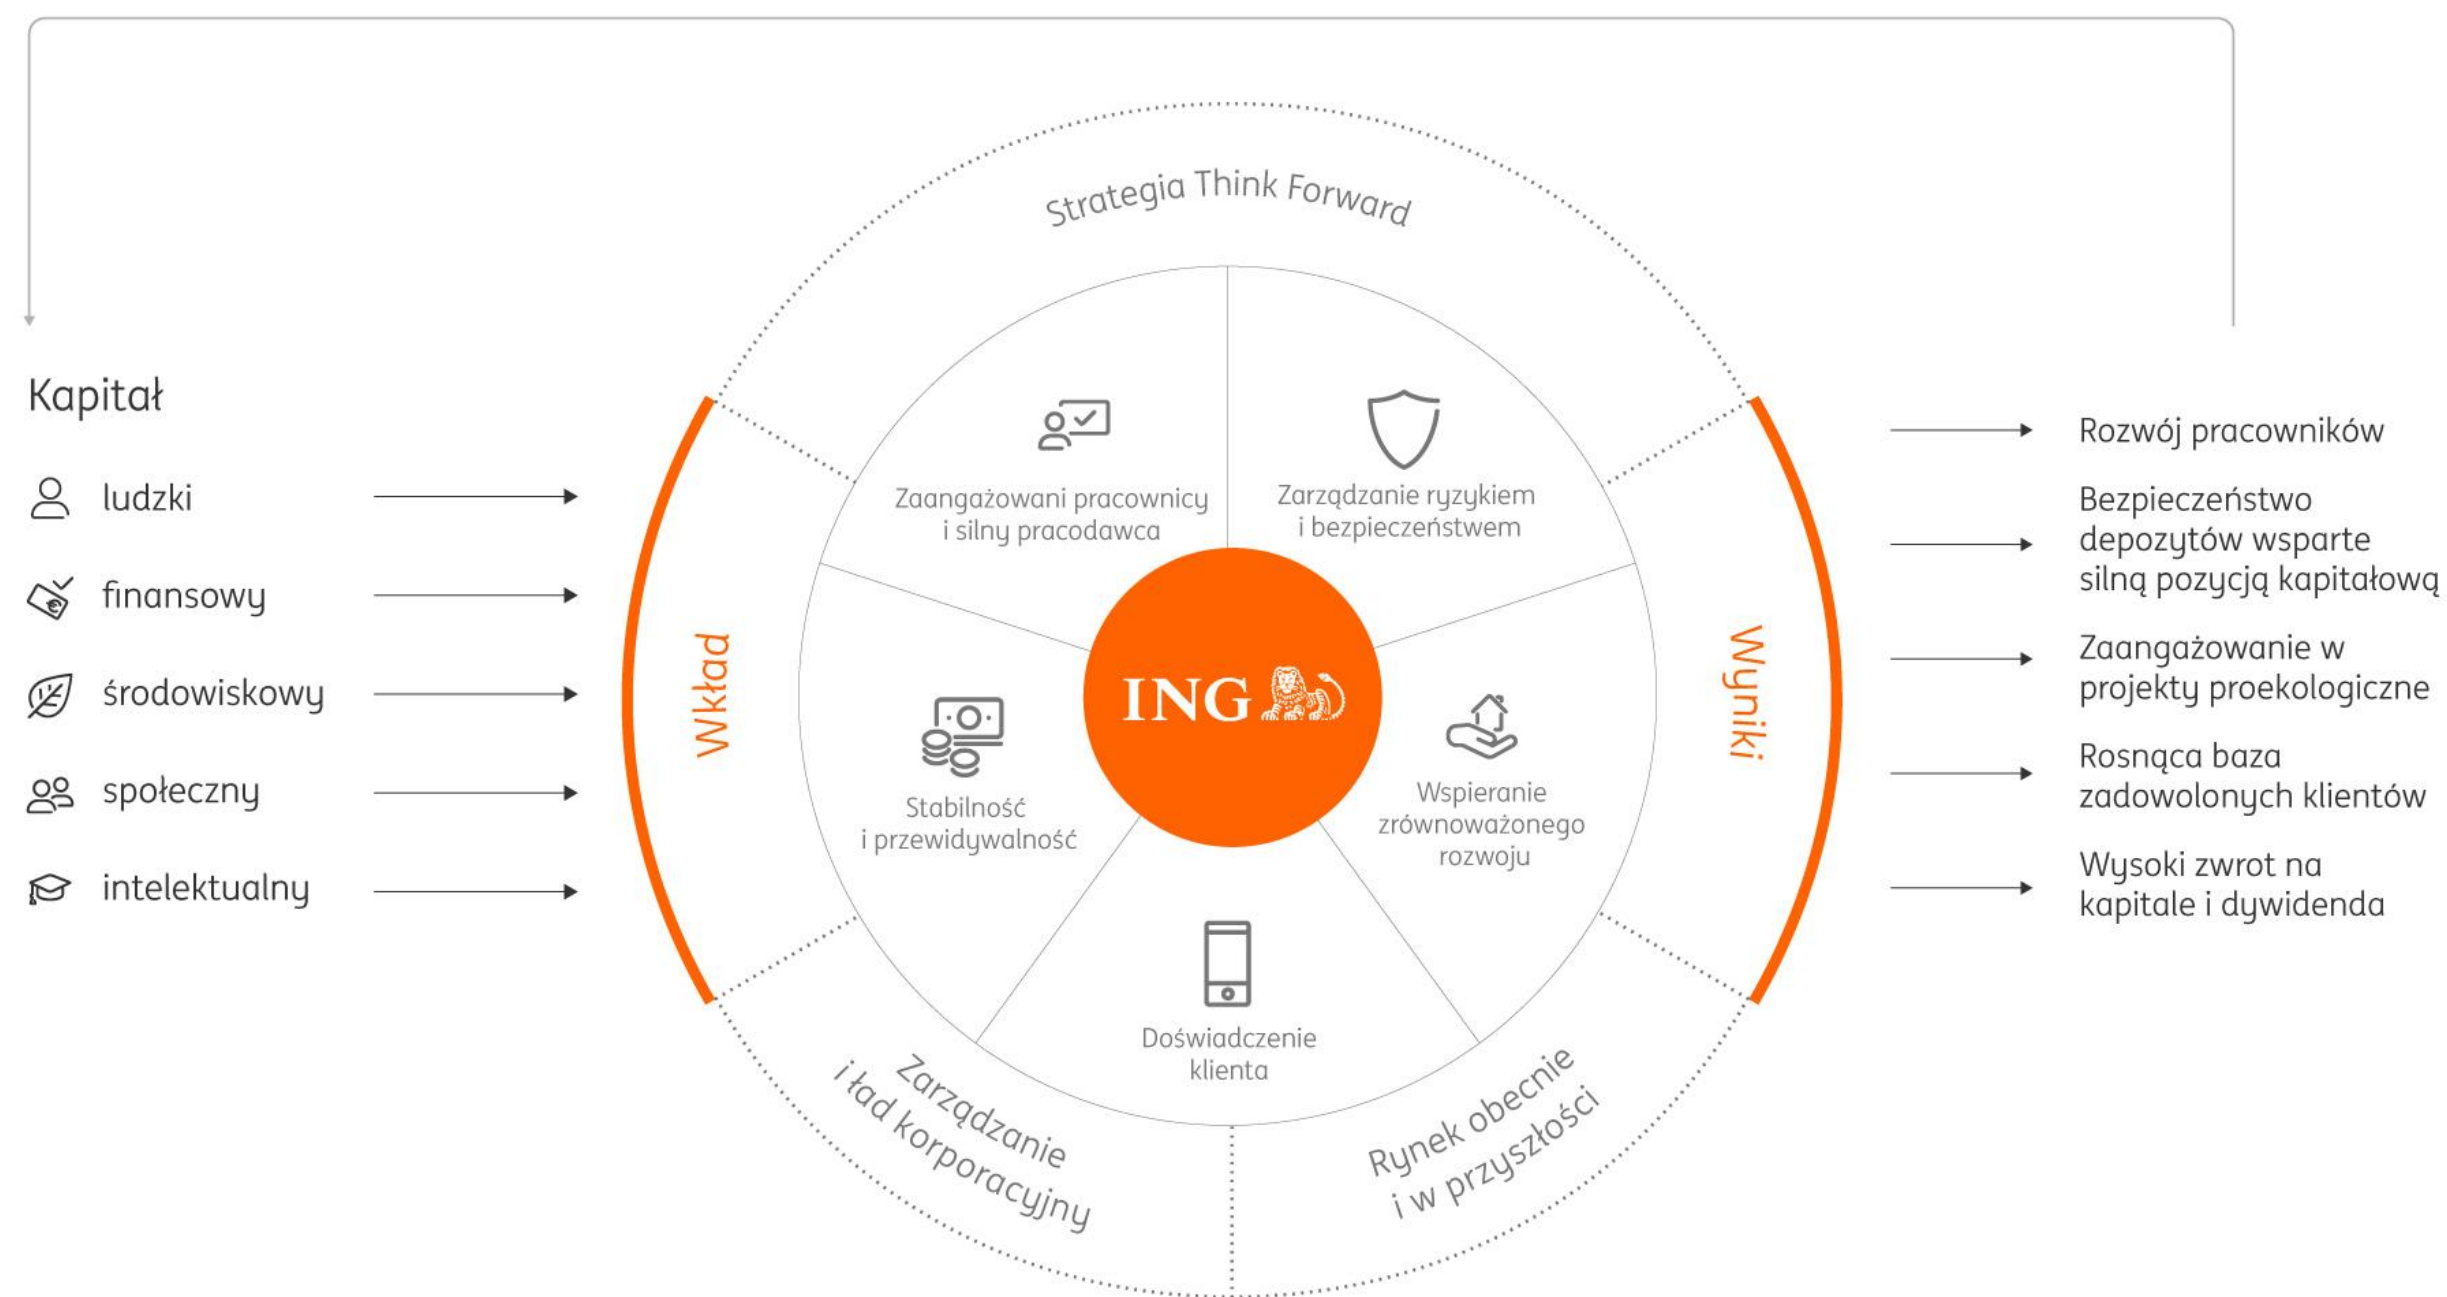 Strategia Think Forward
Kapitał
ludzki
finansowy
środowiskowy
społeczny
intelektualny
Wkład
Zaangażowani pracownicy
i silny pracodawca
Zarządzanie ryzykiem
i bezpieczeństwem
ING
Stabilność
i przewidywalność
Wspieranie
zrównoważonego
rozwoju
Doświadczenie
klienta
Zarządzanie
i ład korporacyjny
Rynek obecnie
i w przyszłości
Wyniki
Rozwój pracowników
Bezpieczeństwo
depozytów wsparte
silną pozycją kapitałową
Zaangażowanie w
projekty proekologiczne
Rosnąca baza
zadowolonych klientów
Wysoki zwrot na
kapitale i dywidenda